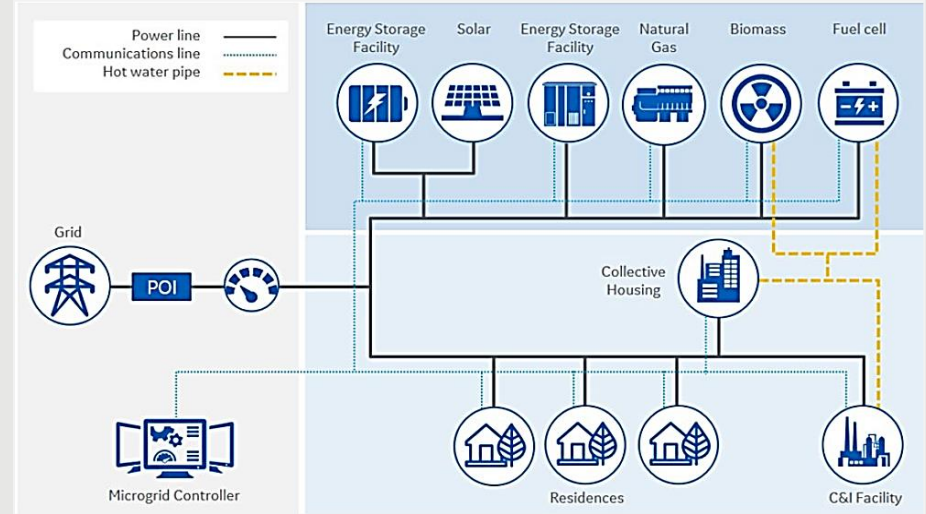 Power line
Communications line
Hot water pipe
Energy Storage
Facility
Solar
Energy Storage
Facility
Natural
Gas
Biomass
Fuel cell
Grid
POI
Collective
Housing
Microgrid Controller
Residences
C&I Facility